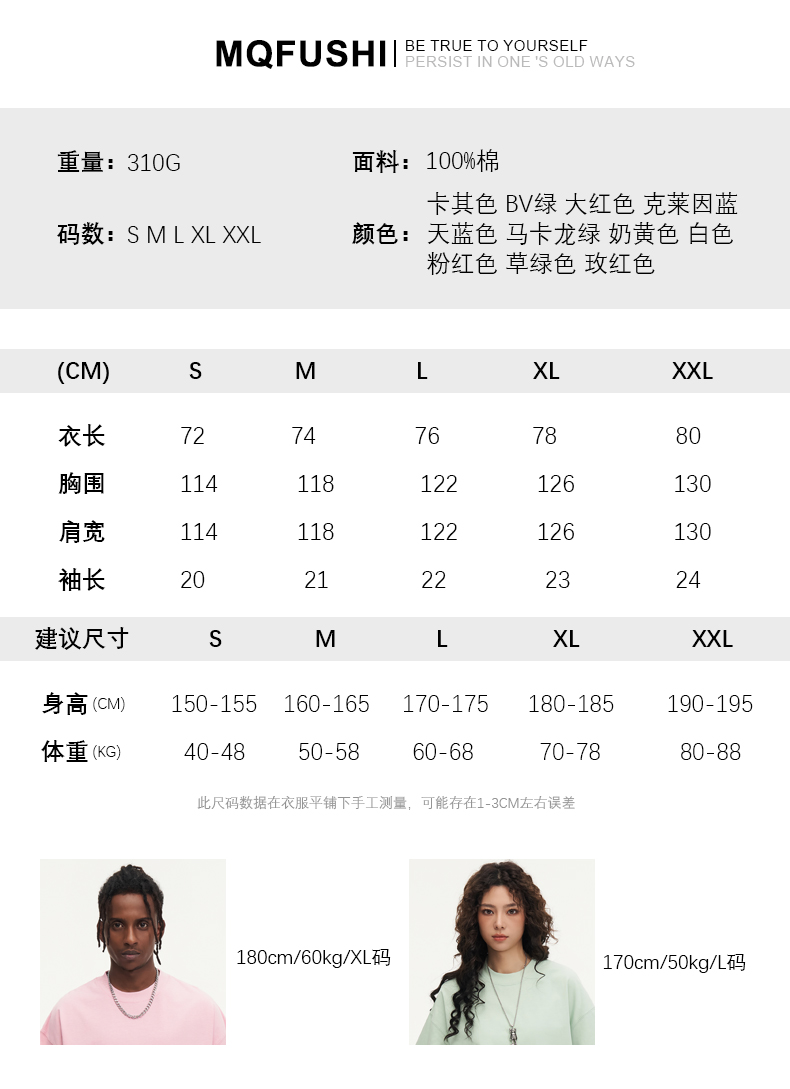 MQFUSHI
BE TRUE TO YOURSELF
PERSIST IN ONE 'S OLD WAYS
重量：310G
面料：100%棉
码数：S M L XL XXL
颜色：卡其色 BV绿 大红色 克莱因蓝
天蓝色 马卡龙绿 奶黄色 白色
粉红色 草绿色 玫红色
(CM) S M L XL XXL
衣长 72 74 76 78 80
胸围 114 118 122 126 130
肩宽 114 118 122 126 130
袖长 20 21 22 23 24
建议尺寸 S M L XL XXL
身高(CM) 150-155 160-165 170-175 180-185 190-195
体重(KG) 40-48 50-58 60-68 70-78 80-88
此尺码数据在衣服平铺下手工测量，可能存在1-3CM左右误差
180cm/60kg/XL码
170cm/50kg/L码